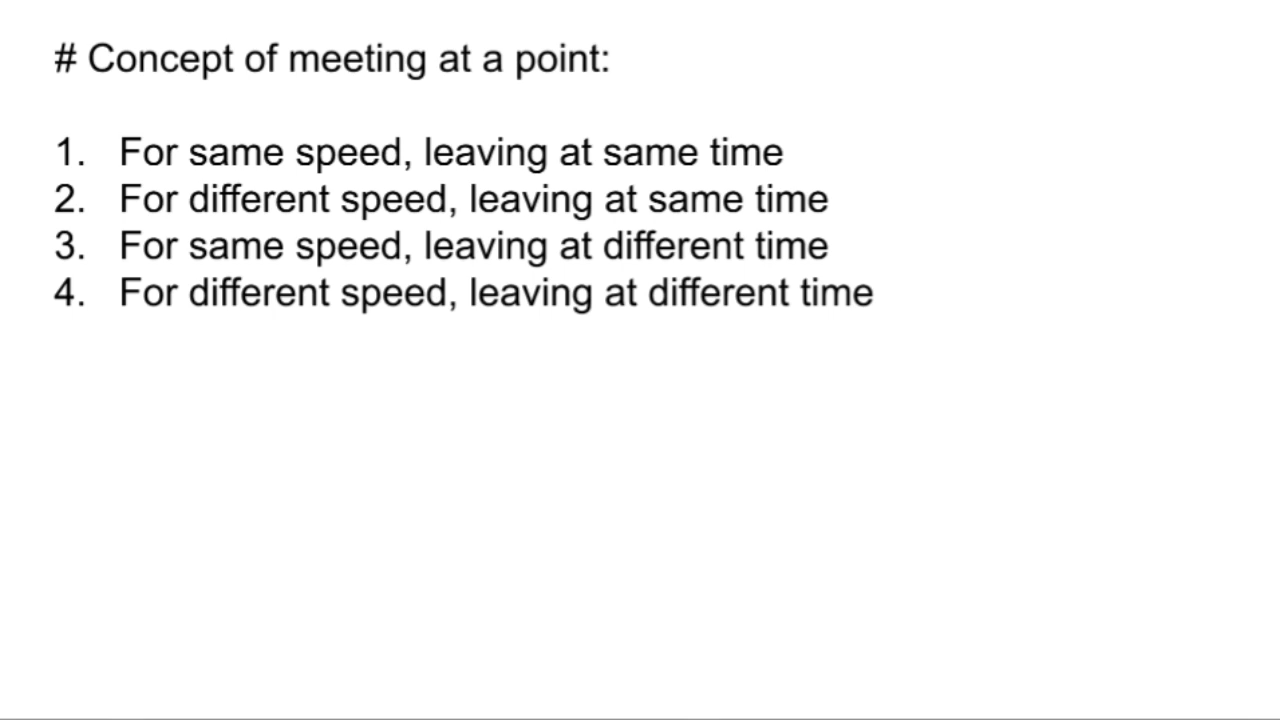 # Concept of meeting at a point:
1. For same speed, leaving at same time
2. For different speed, leaving at same time
3. For same speed, leaving at different time
4. For different speed, leaving at different time